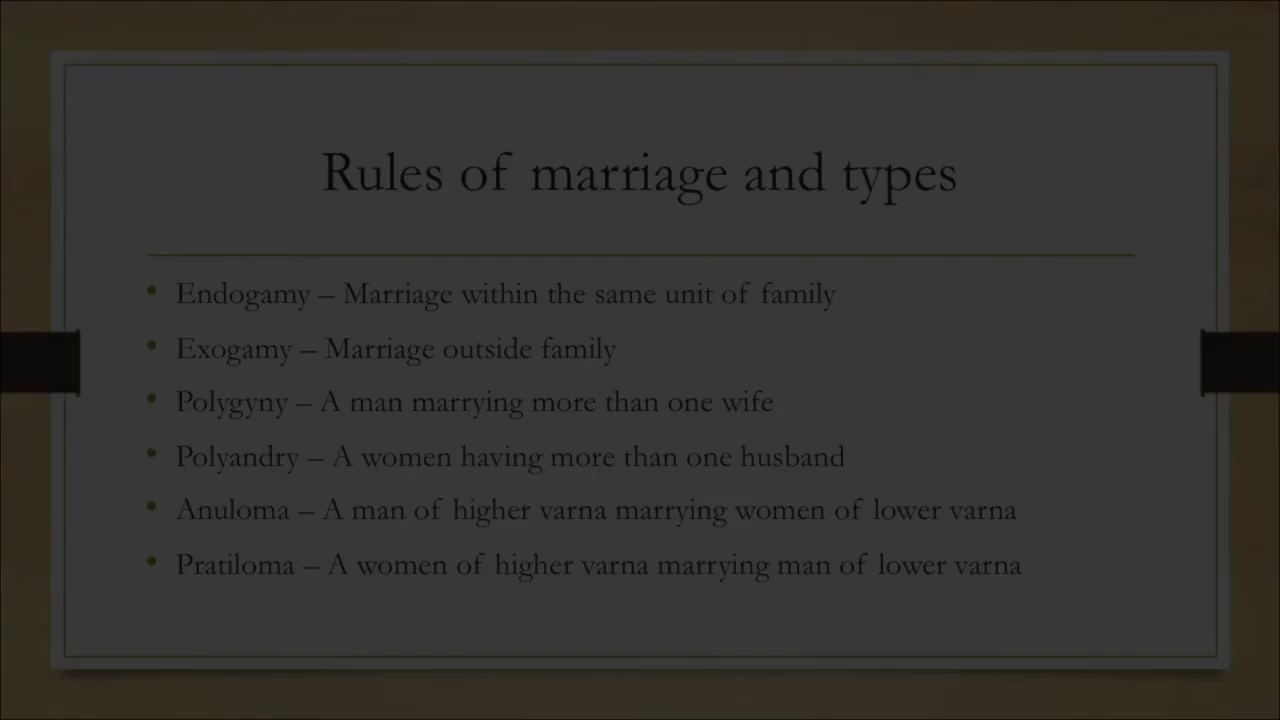 Rules of marriage and types
• Endogamy – Marriage within the same unit of family
• Exogamy – Marriage outside family
• Polygyny – A man marrying more than one wife
• Polyandry – A women having more than one husband
• Anuloma – A man of higher varna marrying women of lower varna
• Pratiloma – A women of higher varna marrying man of lower varna